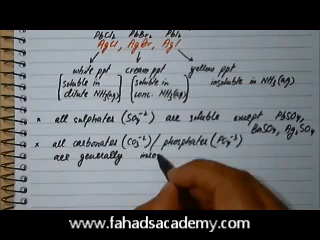 PbCl₂ PbBr₂ PbI₂
AgCl, AgBr, AgI
white ppt cream ppt yellow ppt
[soluble in [soluble in insoluble in NH₃(aq)
dilute NH₃(aq)] conc. NH₃(aq)]
* all sulphates (SO₄⁻²) are soluble except PbSO₄,
BaSO₄, Ag₂SO₄
* all carbonates (CO₃⁻²) / phosphates (PO₄⁻³)
are generally inso
www.fahadsacademy.com